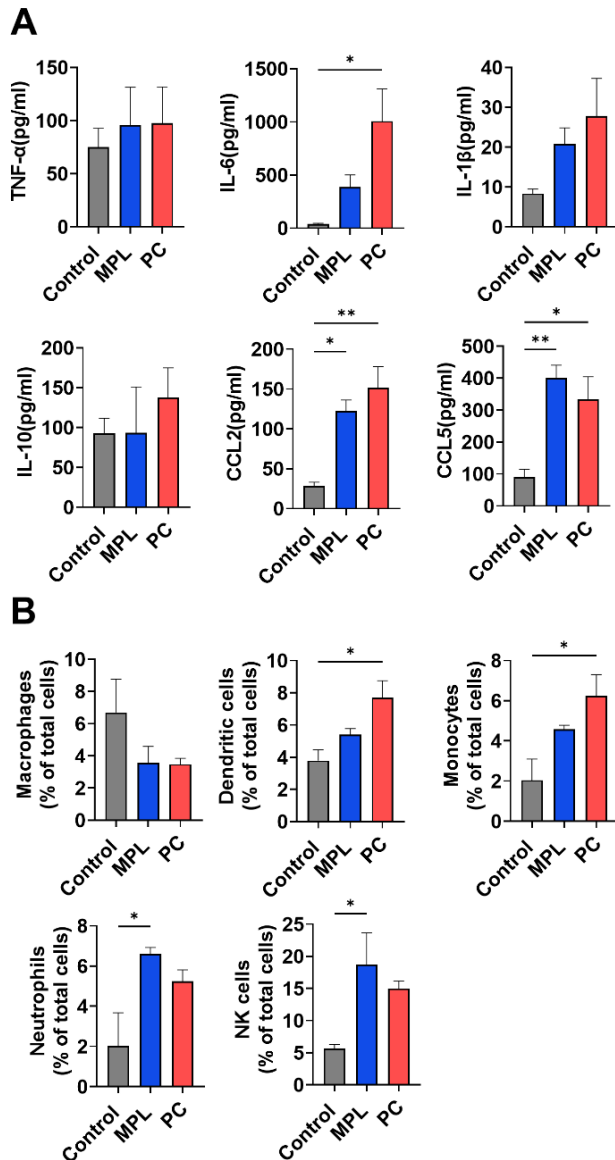 A
TNF-α(pg/ml)
150
100
50
0
Control
MPL
PC
IL-6(pg/ml)
1500
1000
500
0
*
Control
MPL
PC
IL-1β(pg/ml)
40
30
20
10
0
Control
MPL
PC
IL-10(pg/ml)
200
150
100
50
0
Control
MPL
PC
CCL2(pg/ml)
200
150
100
50
0
**
*
Control
MPL
PC
CCL5(pg/ml)
500
400
300
200
100
0
*
**
Control
MPL
PC
B
Macrophages
(% of total cells)
10
8
6
4
2
0
Control
MPL
PC
Dendritic cells
(% of total cells)
10
8
6
4
2
0
*
Control
MPL
PC
Monocytes
(% of total cells)
8
6
4
2
0
*
Control
MPL
PC
Neutrophils
(% of total cells)
8
6
4
2
0
*
Control
MPL
PC
NK cells
(% of total cells)
25
20
15
10
5
0
*
Control
MPL
PC